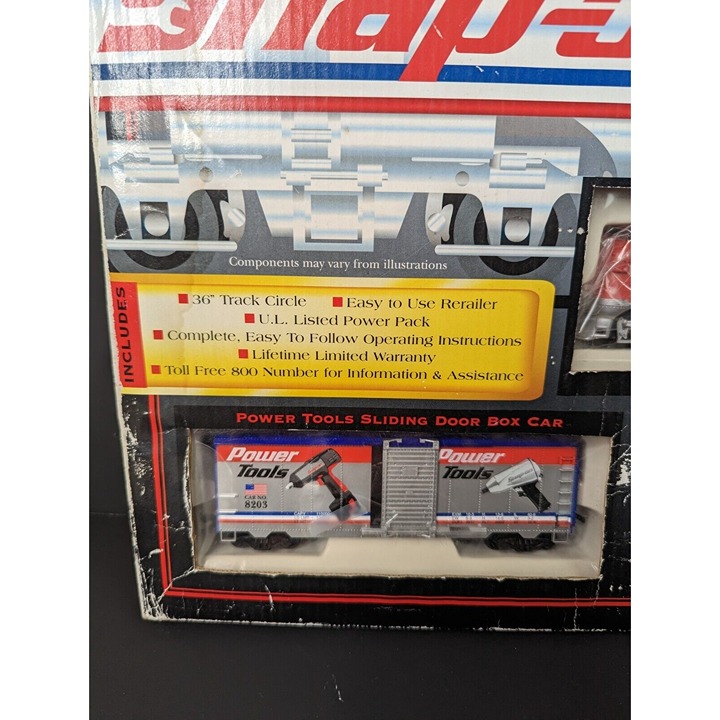 Snap-
Components may vary from illustrations
INCLUDES
■ 36" Track Circle ■ Easy to Use Rerailer
■ U.L. Listed Power Pack
■ Complete, Easy To Follow Operating Instructions
■ Lifetime Limited Warranty
■ Toll Free 800 Number for Information & Assistance
POWER TOOLS SLIDING DOOR BOX CAR
Power Tools
CAR NO.
8203
Power Tools